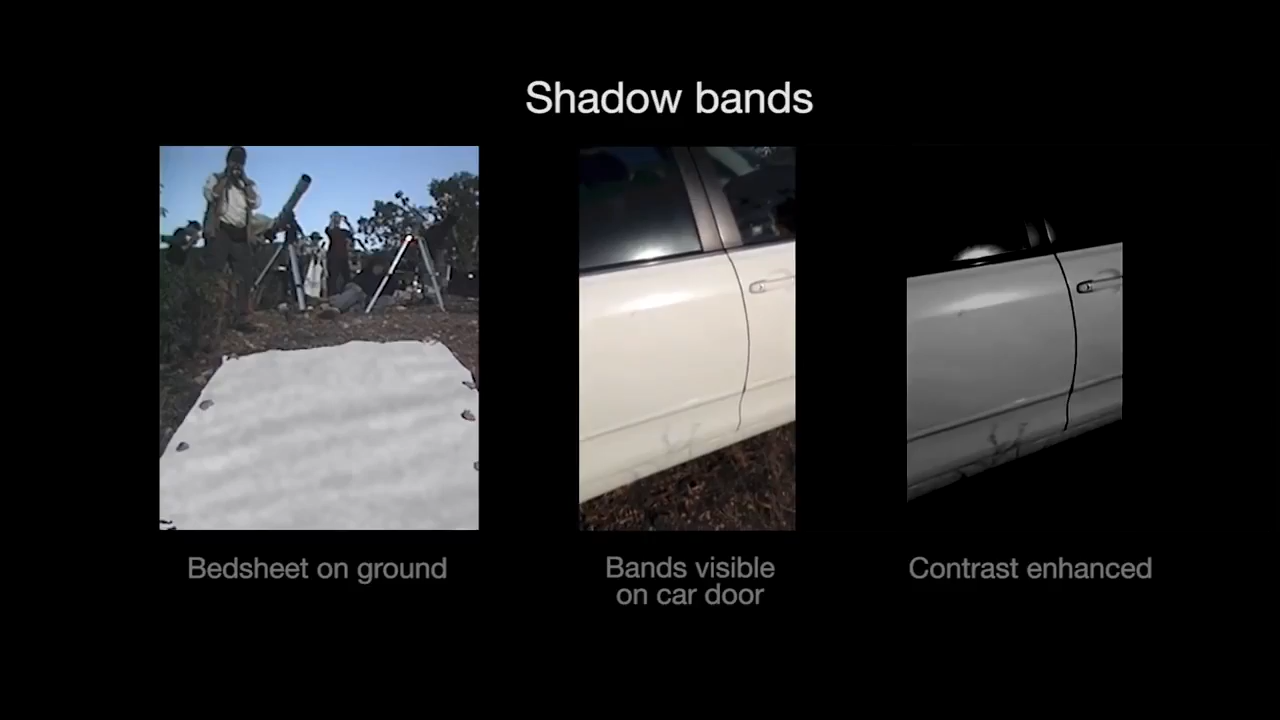 Shadow bands
Bedsheet on ground
Bands visible
on car door
Contrast enhanced